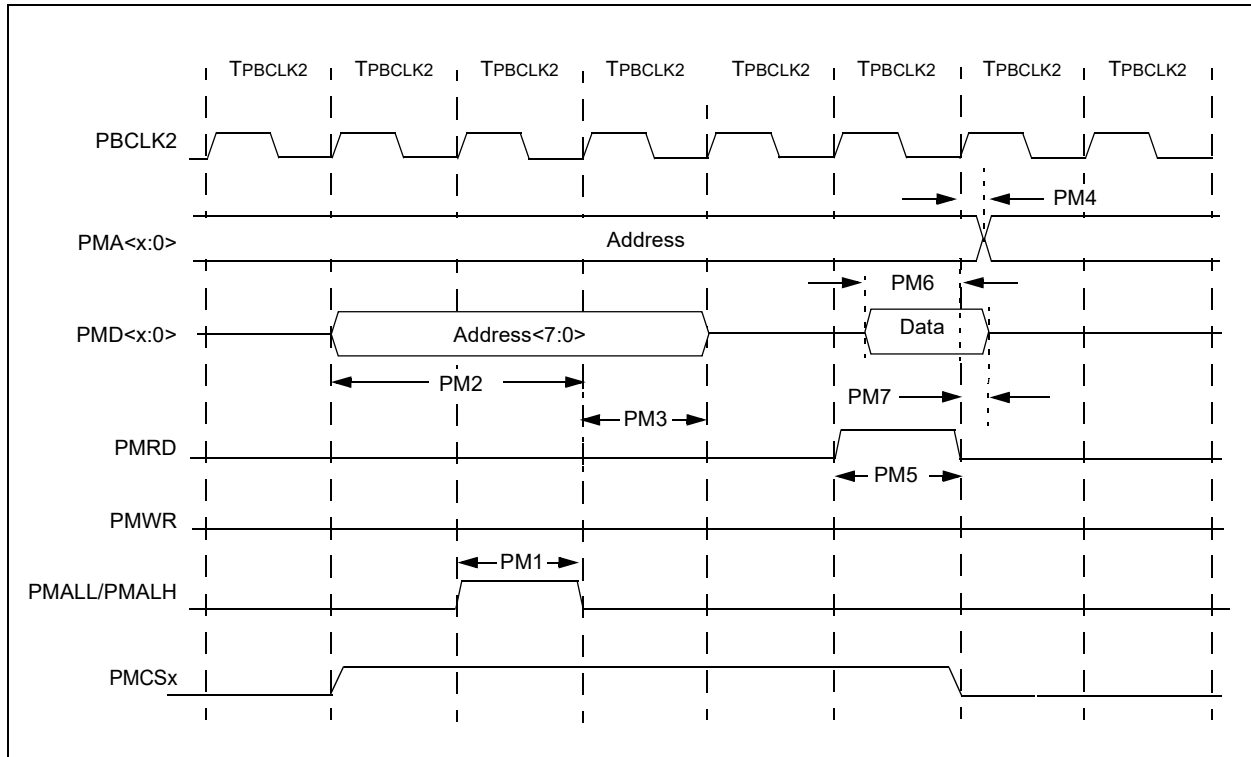 TPBCLK2 TPBCLK2 TPBCLK2 TPBCLK2 TPBCLK2 TPBCLK2 TPBCLK2 TPBCLK2
PBCLK2
PM4
PMA<x:0> Address
PM6
PMD<x:0> Address<7:0> Data
PM2
PM7
PM3
PMRD
PM5
PMWR
PM1
PMALL/PMALH
PMCSx